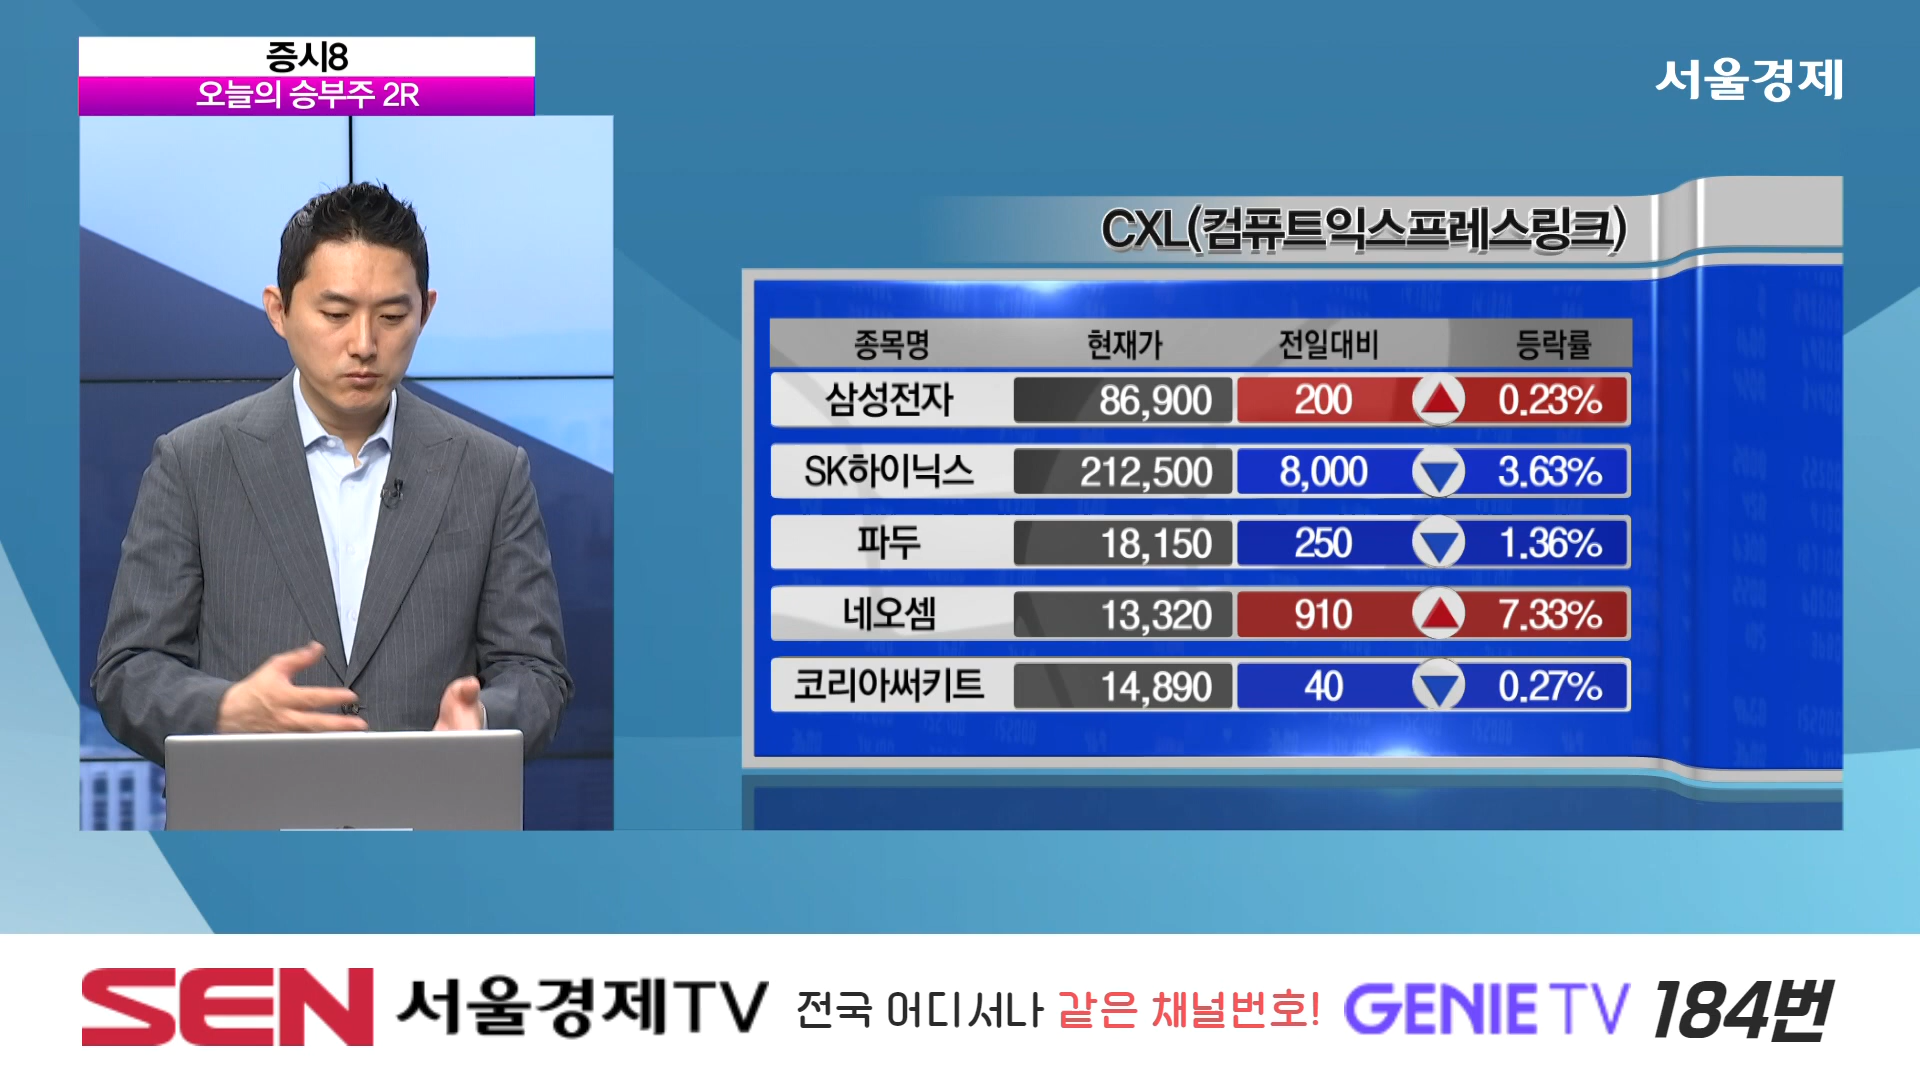 증시8
오늘의 승부주 2R
서울경제
CXL(컴퓨트익스프레스링크)
종목명 현재가 전일대비 등락률
삼성전자 86,900 200 ▲ 0.23%
SK하이닉스 212,500 8,000 ▼ 3.63%
파두 18,150 250 ▼ 1.36%
네오셈 13,320 910 ▲ 7.33%
코리아써키트 14,890 40 ▼ 0.27%
SEN 서울경제TV 전국 어디서나 같은 채널번호! GENIE TV 184번